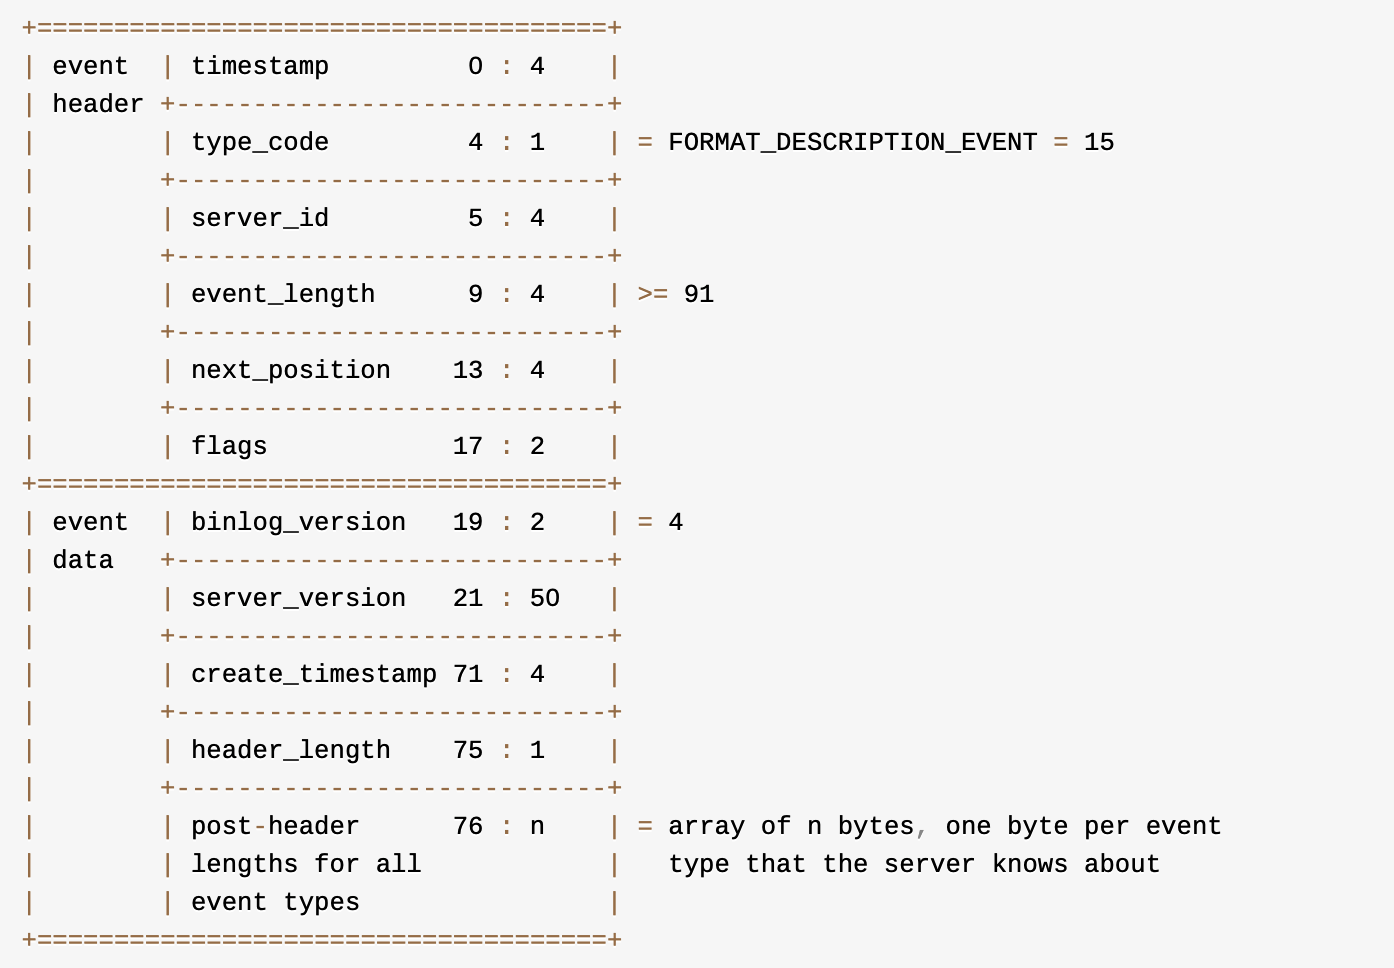 +=====================================+
| event  | timestamp         0 : 4    |
| header +----------------------------+
|        | type_code         4 : 1    | = FORMAT_DESCRIPTION_EVENT = 15
|        +----------------------------+
|        | server_id         5 : 4    |
|        +----------------------------+
|        | event_length      9 : 4    | >= 91
|        +----------------------------+
|        | next_position    13 : 4    |
|        +----------------------------+
|        | flags            17 : 2    |
+=====================================+
| event  | binlog_version   19 : 2    | = 4
| data   +----------------------------+
|        | server_version   21 : 50   |
|        +----------------------------+
|        | create_timestamp 71 : 4    |
|        +----------------------------+
|        | header_length    75 : 1    |
|        +----------------------------+
|        | post-header      76 : n    | = array of n bytes, one byte per event
|        | lengths for all            |   type that the server knows about
|        | event types                |
+=====================================+